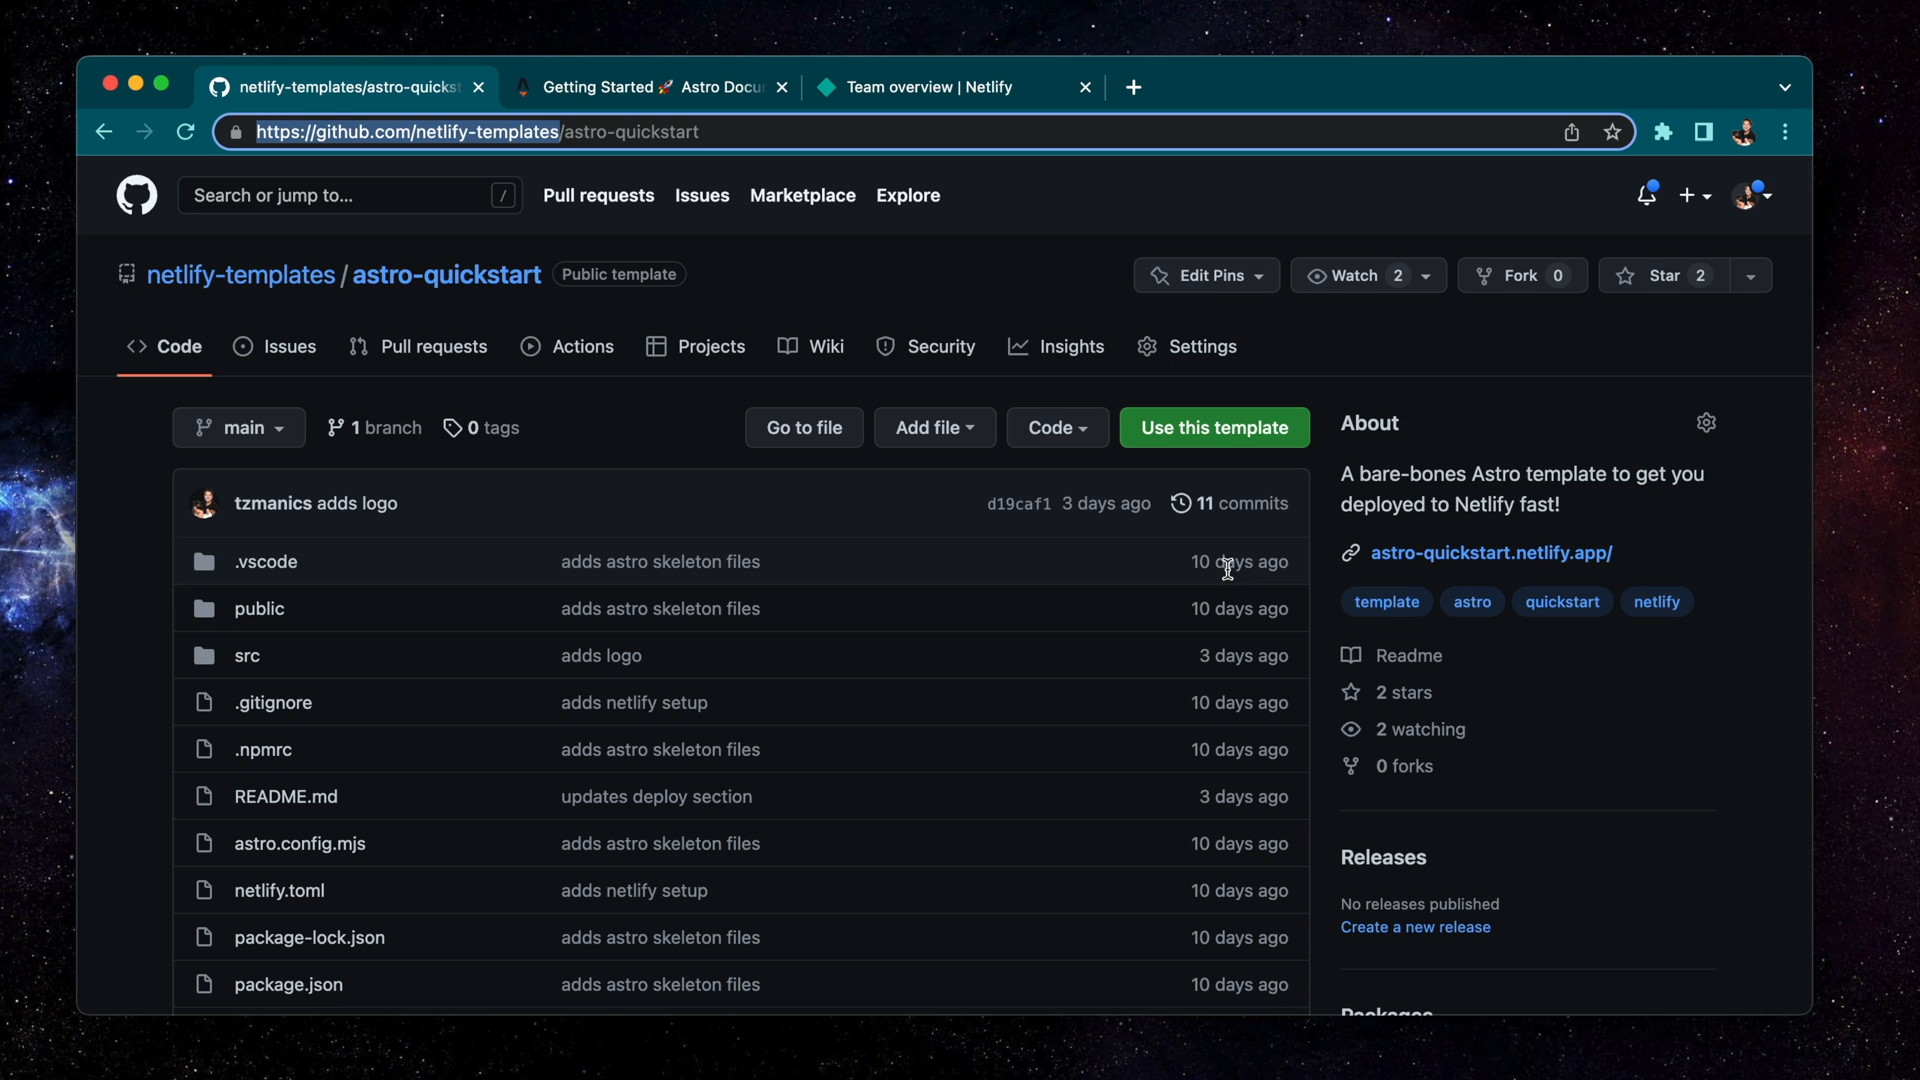 netlify-templates/astro-quickst
Getting Started 🚀 Astro Docu
Team overview | Netlify
https://github.com/netlify-templates/astro-quickstart
Search or jump to... /
Pull requests Issues Marketplace Explore
netlify-templates / astro-quickstart Public template
Edit Pins Watch 2 Fork 0 Star 2
Code Issues Pull requests Actions Projects Wiki Security Insights Settings
main 1 branch 0 tags Go to file Add file Code Use this template
tzmanics adds logo d19caf1 3 days ago 11 commits
.vscode adds astro skeleton files 10 days ago
public adds astro skeleton files 10 days ago
src adds logo 3 days ago
.gitignore adds netlify setup 10 days ago
.npmrc adds astro skeleton files 10 days ago
README.md updates deploy section 3 days ago
astro.config.mjs adds astro skeleton files 10 days ago
netlify.toml adds netlify setup 10 days ago
package-lock.json adds astro skeleton files 10 days ago
package.json adds astro skeleton files 10 days ago
About
A bare-bones Astro template to get you
deployed to Netlify fast!
astro-quickstart.netlify.app/
template astro quickstart netlify
Readme
2 stars
2 watching
0 forks
Releases
No releases published
Create a new release
Packages